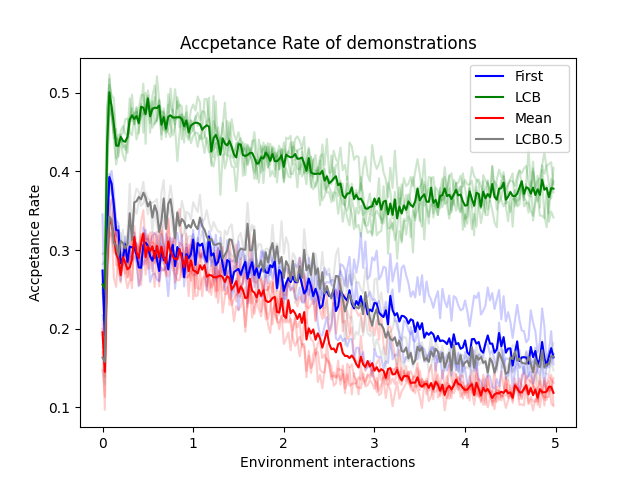 Accpetance Rate of demonstrations
Accpetance Rate
0.5
0.4
0.3
0.2
0.1
First
LCB
Mean
LCB0.5
0 1 2 3 4 5
Environment interactions